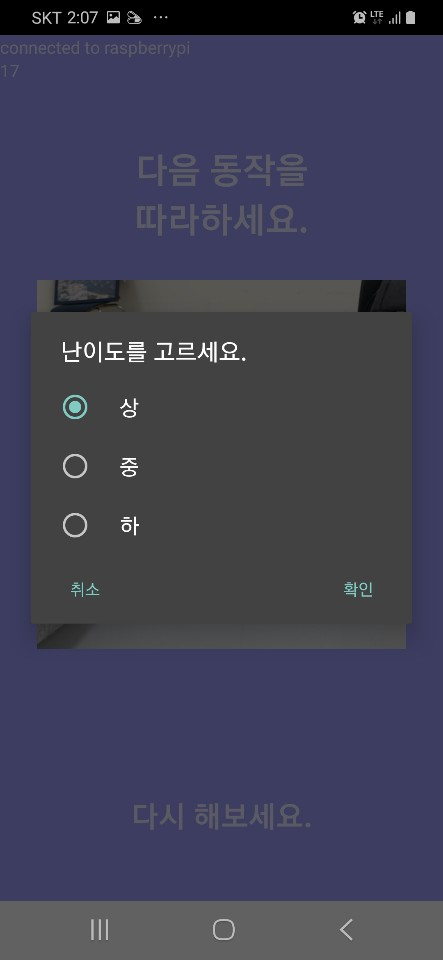 SKT 2:07
LTE
connected to raspberrypi
17
다음 동작을
따라하세요.
난이도를 고르세요.
상
중
하
취소
확인
다시 해보세요.